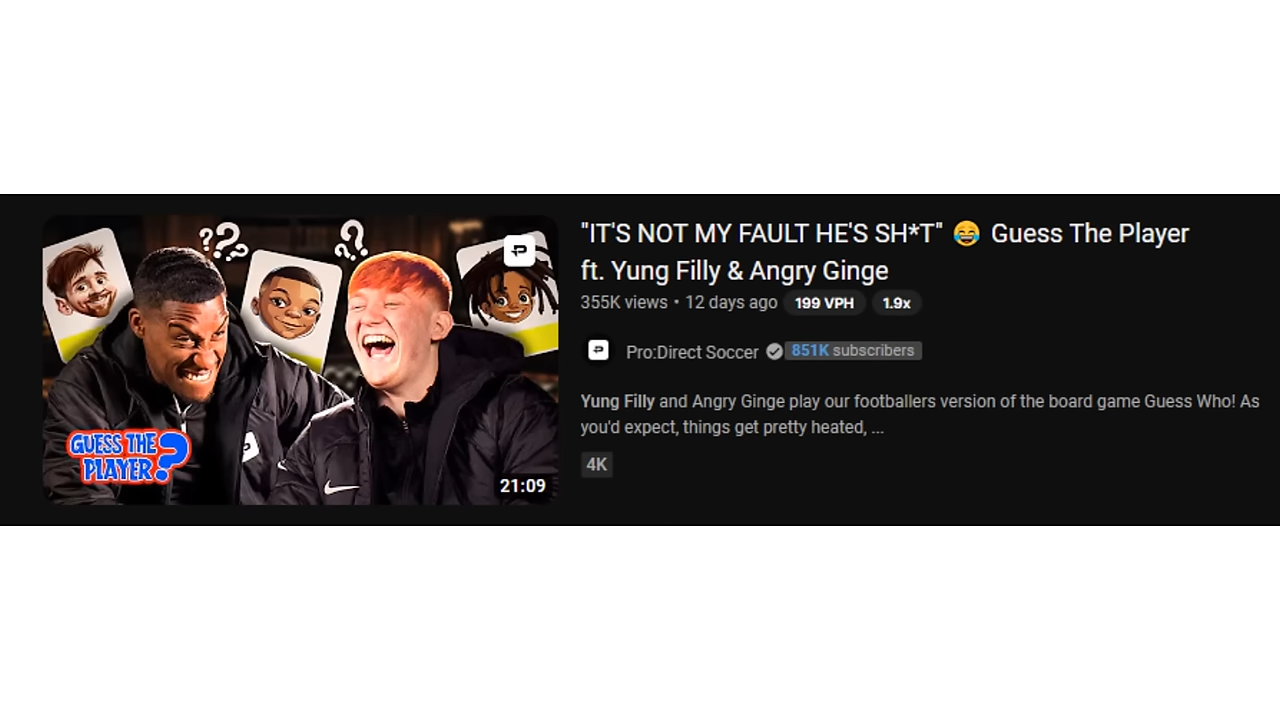 ??? ??
GUESS THE
PLAYER?
21:09
"IT'S NOT MY FAULT HE'S SH*T" 😂 Guess The Player
ft. Yung Filly & Angry Ginge
355K views • 12 days ago 199 VPH 1.9x
Pro:Direct Soccer 851K subscribers
Yung Filly and Angry Ginge play our footballers version of the board game Guess Who! As
you'd expect, things get pretty heated, ...
4K